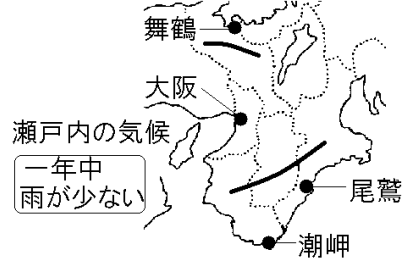 舞鶴
大阪
瀬戸内の気候
一年中
雨が少ない
尾鷲
潮岬